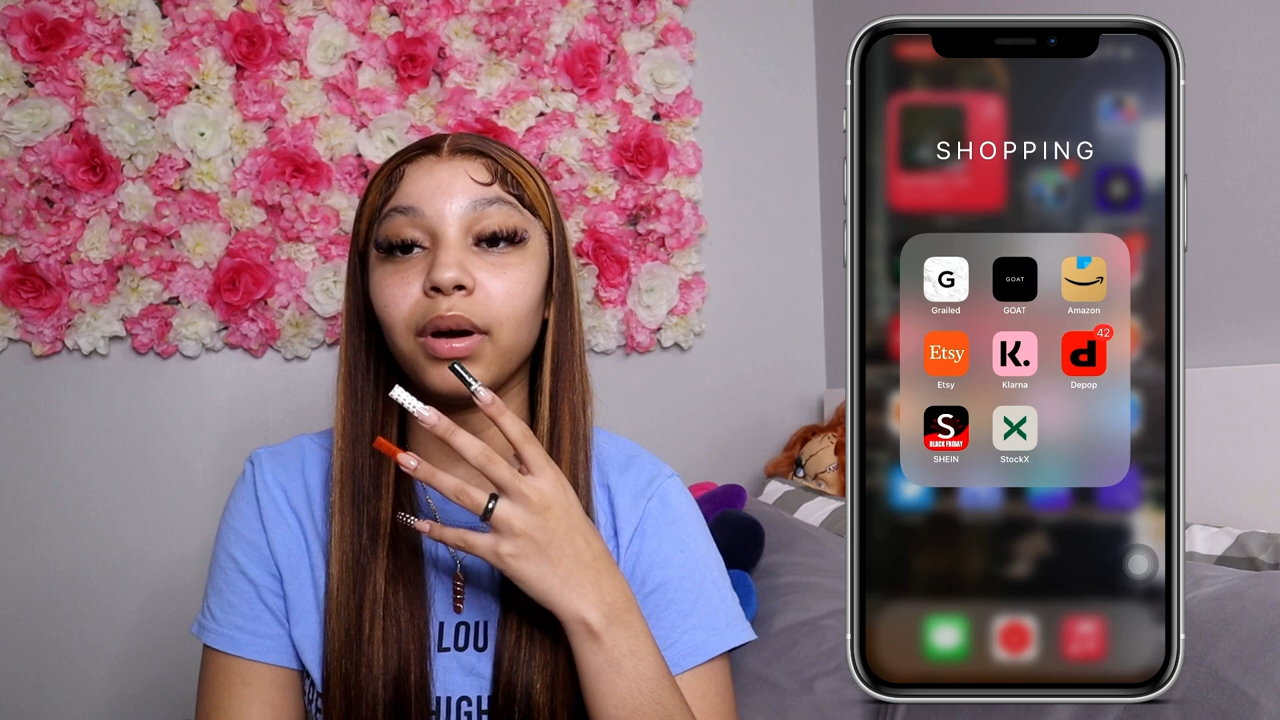 SHOPPING
G
GOAT
Grailed
GOAT
Amazon
Etsy
K.
d
42
Etsy
Klarna
Depop
S
BLACK FRIDAY
SHEIN
StockX
LOU
HIGH